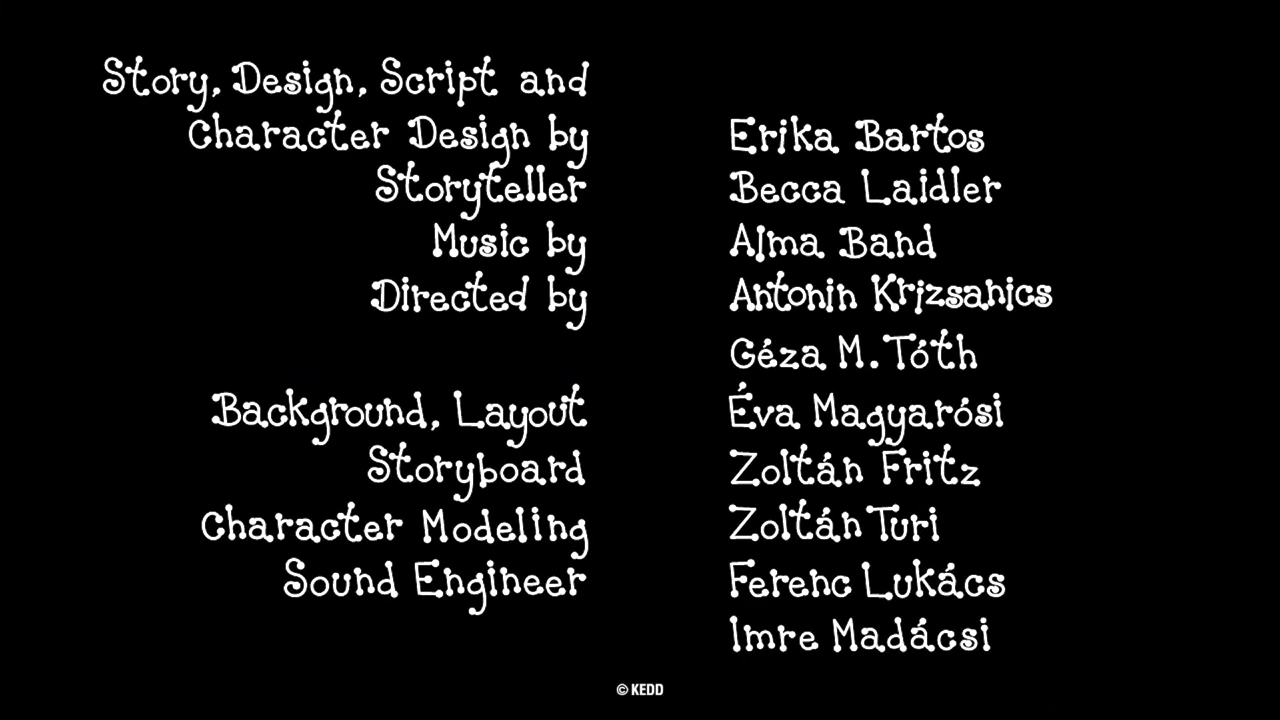 Story, Design, Script and
Character Design by Erika Bartos
Storyteller Becca Laidler
Music by Alma Band
Directed by Antonin Krizsanics
Géza M. Tóth
Background, Layout Éva Magyarósi
Storyboard Zoltán Fritz
Character Modeling Zoltán Turi
Sound Engineer Ferenc Lukács
Imre Madácsi
© KEDD